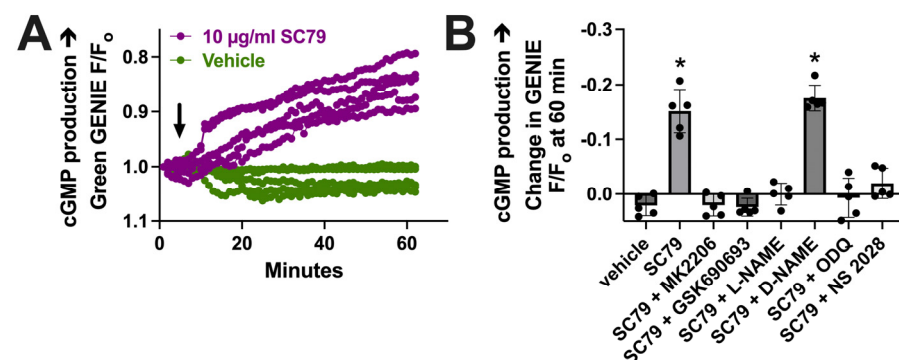 A
cGMP production ➔
Green GENIE F/Fo
10 µg/ml SC79
Vehicle
0.8
0.9
1.0
1.1
0
20
40
60
Minutes
B
cGMP production ➔
Change in GENIE
F/Fo at 60 min
-0.3
-0.2
-0.1
0.0
*
*
vehicle
SC79
SC79 + MK2206
SC79 + GSK690693
SC79 + L-NAME
SC79 + D-NAME
SC79 + ODQ
SC79 + NS 2028